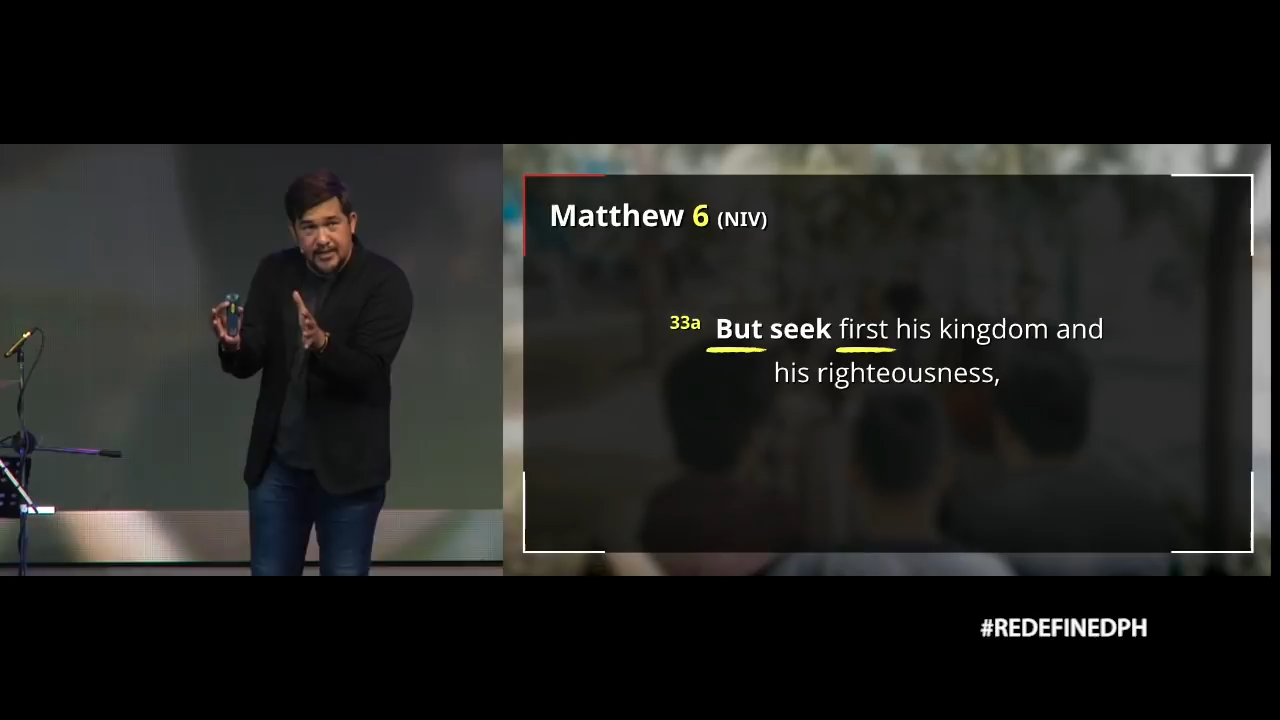 Matthew 6 (NIV)
33a But seek first his kingdom and
his righteousness,
#REDEFINEDPH